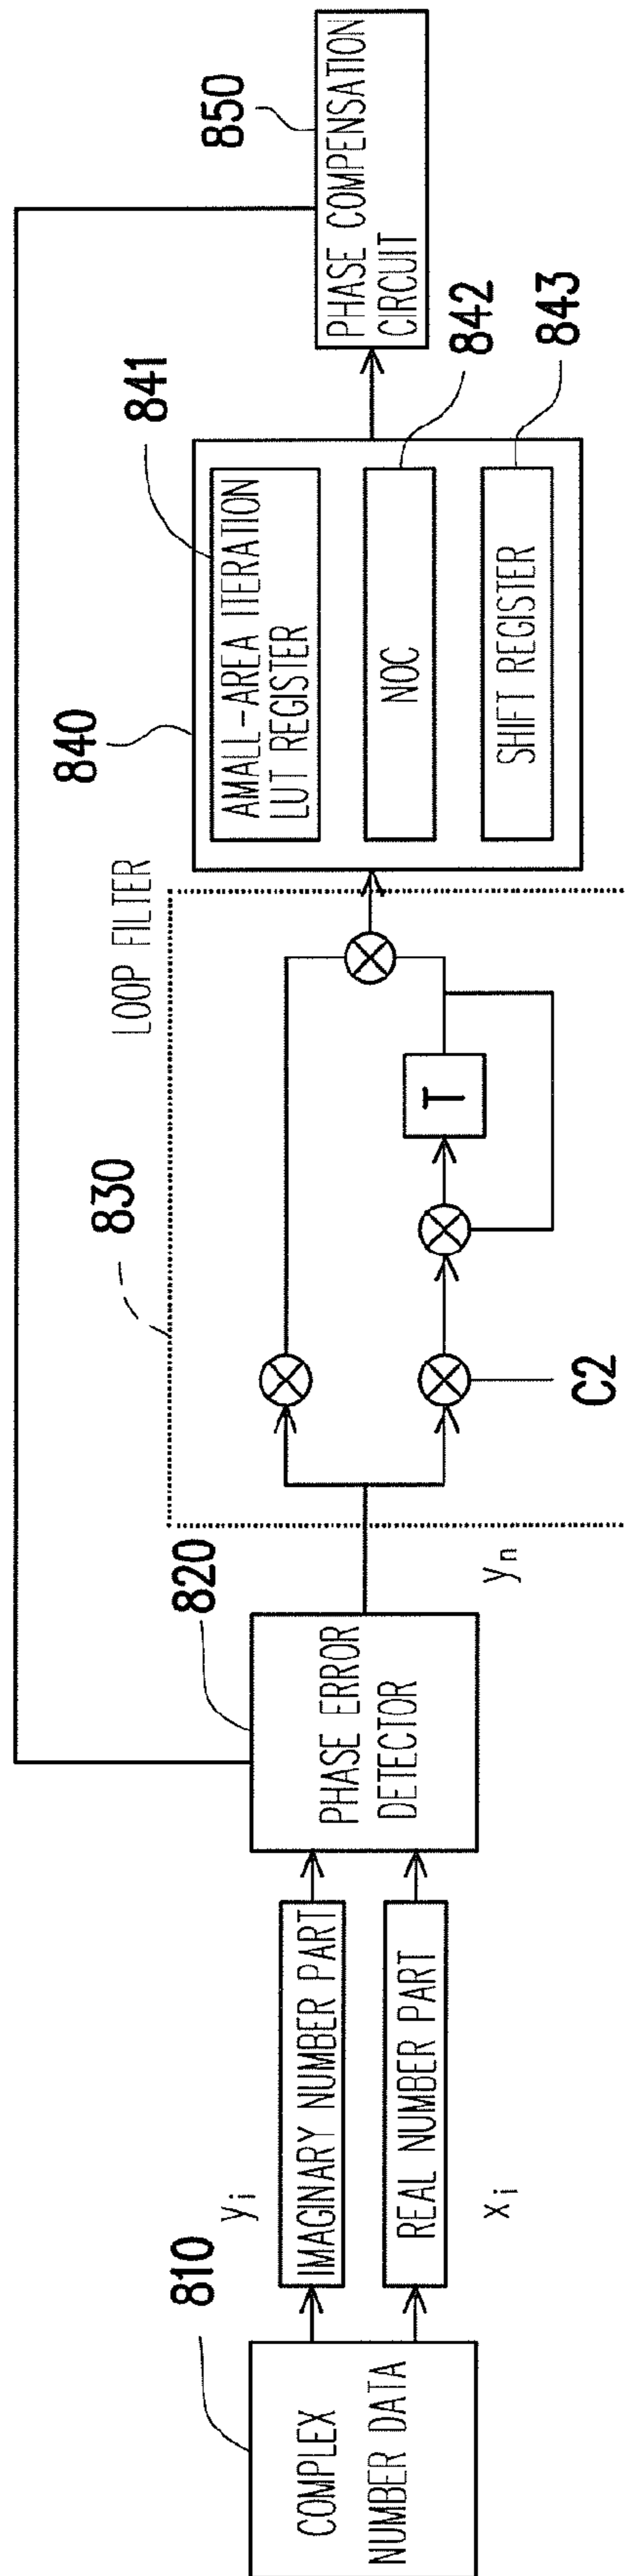 810
COMPLEX
NUMBER DATA
yi
IMAGINARY NUMBER PART
REAL NUMBER PART
xi
820
PHASE ERROR
DETECTOR
yn
830
LOOP FILTER
T
C2
840
841
AMALL-AREA ITERATION
LUT REGISTER
NOC
842
SHIFT REGISTER
843
850
PHASE COMPENSATION
CIRCUIT